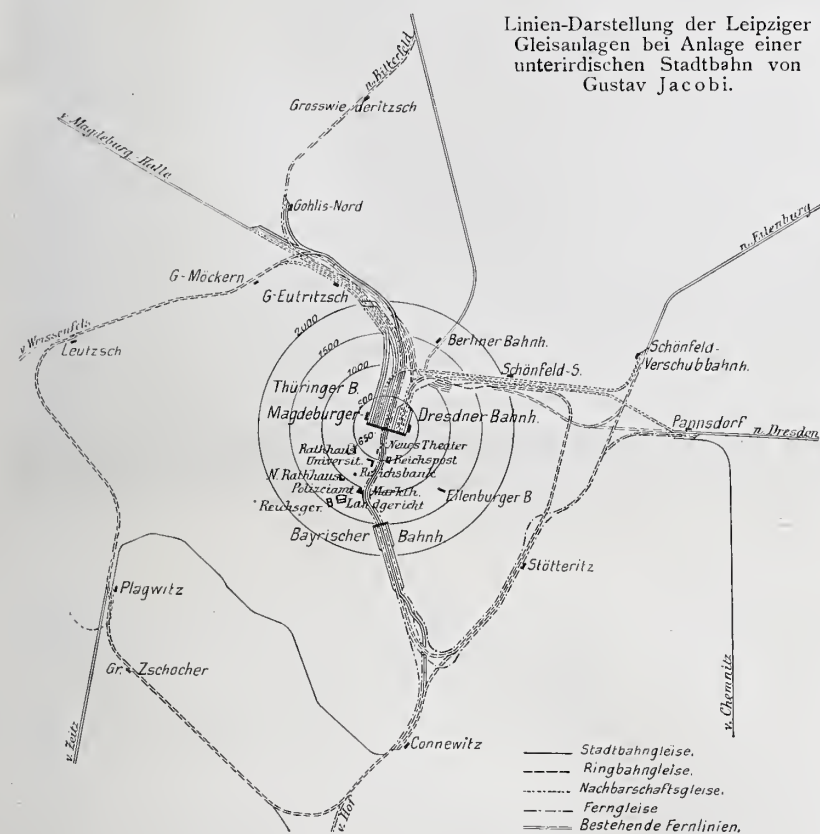 Linien-Darstellung der Leipziger
Gleisanlagen bei Anlage einer
unterirdischen Stadtbahn von
Gustav Jacobi.
n. Bitterfeld
Grosswiederitzsch
v. Magdeburg-Halle
Gohlis-Nord
n. Eilenburg
G-Möckern
G-Eutritzsch
v. Weissenfels
Leutzsch
2000
1500
1000
500
650
Berliner Bahnh.
Schönfeld-S.
Schönfeld-
Verschubbahnh.
Thüringer B.
Magdeburger
Dresdner Bahnh.
Pannsdorf
n. Dresden
Rathhaus
Neues Theater
Universit.
Reichspost
N. Rathhaus
Reichsbank
Polizeiamt
Markth.
Reichsger.
Landgericht
Eilenburger B
Bayrischer Bahnh.
Stötteritz
Plagwitz
Gr. Zschocher
v. Zeitz
Connewitz
v. Hof
v. Chemnitz
Stadtbahngleise.
Ringbahngleise.
Nachbarschaftsgleise.
Ferngleise
Bestehende Fernlinien.